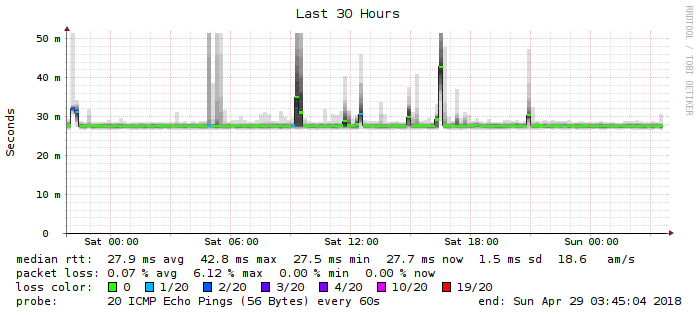 Last 30 Hours
RRDTOOL / TOBI OETIKER
Seconds
50 m
40 m
30 m
20 m
10 m
0
Sat 00:00 Sat 06:00 Sat 12:00 Sat 18:00 Sun 00:00
median rtt: 27.9 ms avg 42.8 ms max 27.5 ms min 27.7 ms now 1.5 ms sd 18.6 am/s
packet loss: 0.07 % avg 6.12 % max 0.00 % min 0.00 % now
loss color: 0 1/20 2/20 3/20 4/20 10/20 19/20
probe: 20 ICMP Echo Pings (56 Bytes) every 60s end: Sun Apr 29 03:45:04 2018